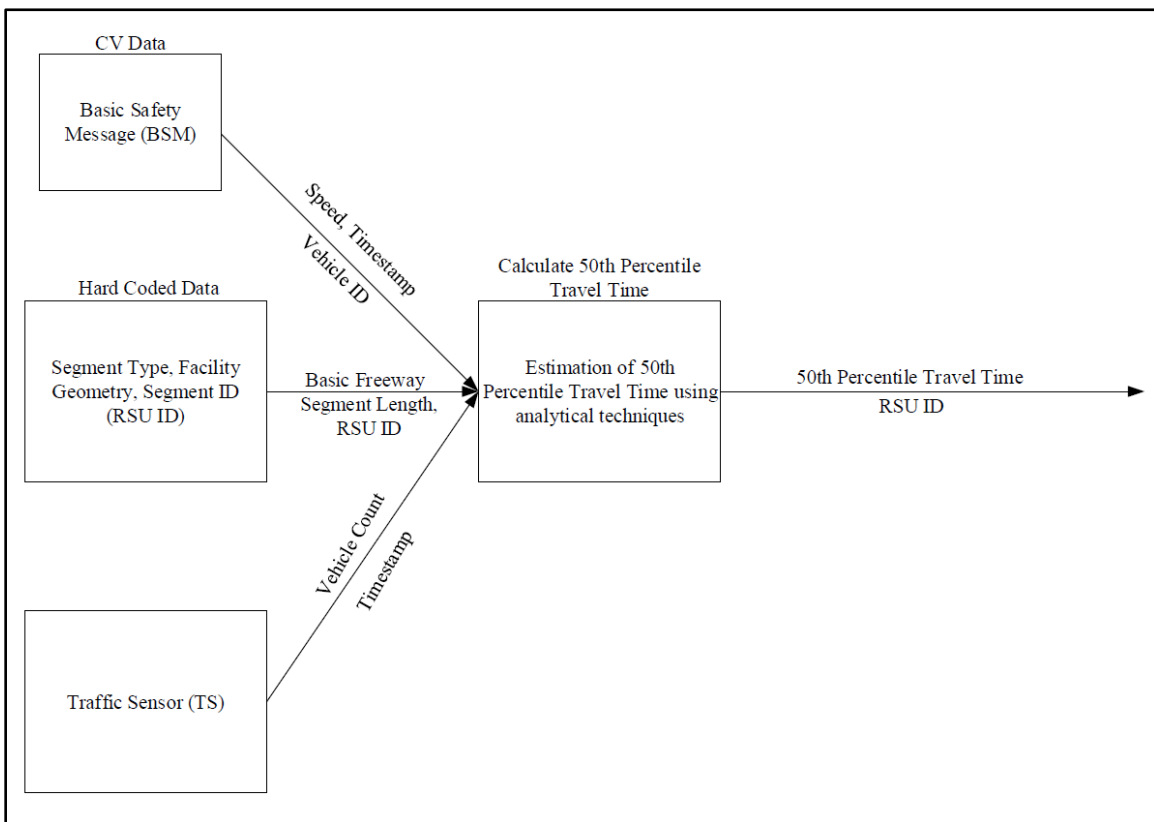 CV Data
Basic Safety
Message (BSM)
Speed, Timestamp
Vehicle ID
Hard Coded Data
Segment Type, Facility
Geometry, Segment ID
(RSU ID)
Basic Freeway
Segment Length,
RSU ID
Calculate 50th Percentile
Travel Time
Estimation of 50th
Percentile Travel Time using
analytical techniques
50th Percentile Travel Time
RSU ID
Vehicle Count
Timestamp
Traffic Sensor (TS)